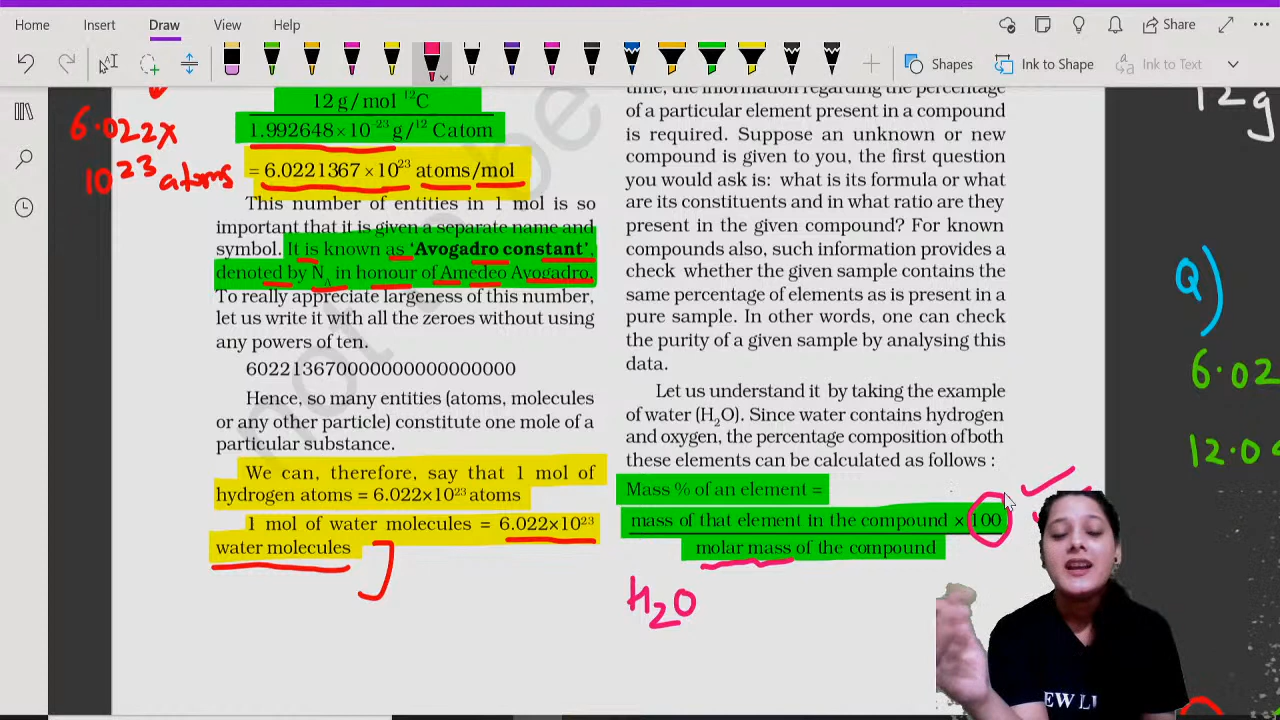 Home Insert Draw View Help Share
Shapes Ink to Shape Ink to Text
6.022x
10 23 atoms
12 g / mol ¹²C
1.992648 × 10⁻²³ g /¹² C atom
= 6.0221367 × 10²³ atoms/mol
This number of entities in 1 mol is so
important that it is given a separate name and
symbol. It is known as ‘Avogadro constant’,
denoted by N_A in honour of Amedeo Avogadro.
To really appreciate largeness of this number,
let us write it with all the zeroes without using
any powers of ten.
602213670000000000000000
Hence, so many entities (atoms, molecules
or any other particle) constitute one mole of a
particular substance.
We can, therefore, say that 1 mol of
hydrogen atoms = 6.022×10²³ atoms
1 mol of water molecules = 6.022×10²³
water molecules
time, the information regarding the percentage
of a particular element present in a compound
is required. Suppose an unknown or new
compound is given to you, the first question
you would ask is: what is its formula or what
are its constituents and in what ratio are they
present in the given compound? For known
compounds also, such information provides a
check whether the given sample contains the
same percentage of elements as is present in a
pure sample. In other words, one can check
the purity of a given sample by analysing this
data.
Let us understand it by taking the example
of water (H₂O). Since water contains hydrogen
and oxygen, the percentage composition of both
these elements can be calculated as follows :
Mass % of an element =
mass of that element in the compound × 100
molar mass of the compound
H₂O
12g
Q)
6.02
12.0
not be
EW LI